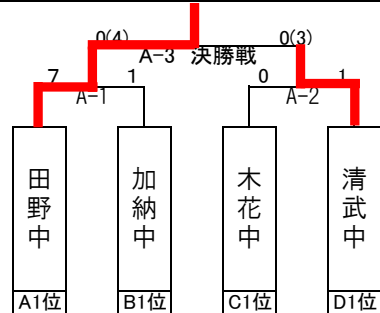 0(4) 0(3)
A-3 決勝戦
7 1 0 1
A-1 A-2
田野中 加納中 木花中 清武中
A1位 B1位 C1位 D1位